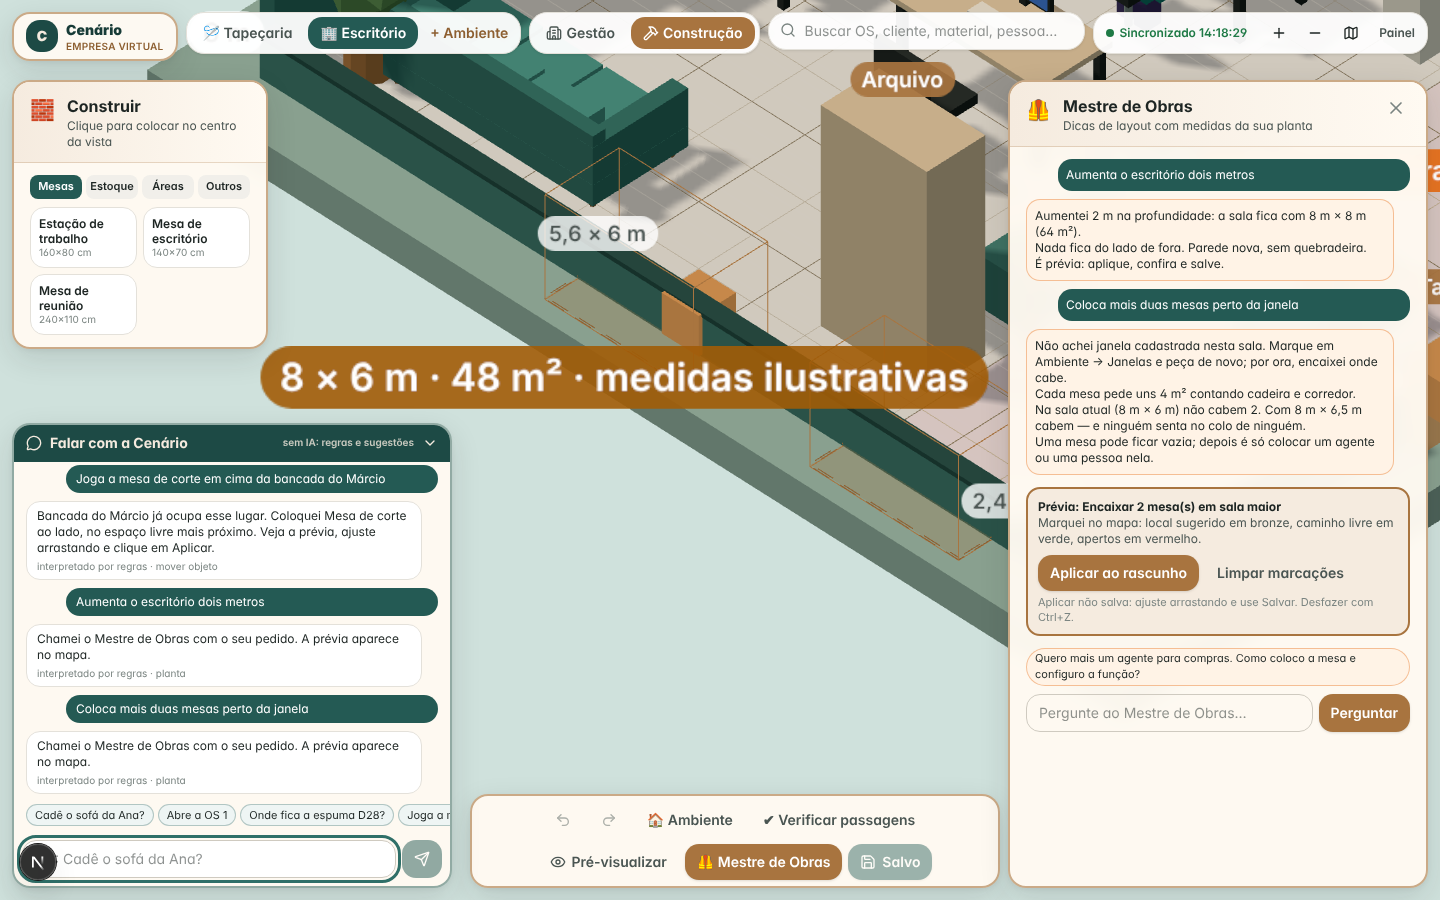 C
Cenário
EMPRESA VIRTUAL
Tapeçaria
Escritório
+ Ambiente
Gestão
Construção
Buscar OS, cliente, material, pessoa...
Sincronizado 14:18:29
Painel
Construir
Clique para colocar no centro
da vista
Mesas
Estoque
Áreas
Outros
Estação de
trabalho
160×80 cm
Mesa de
escritório
140×70 cm
Mesa de
reunião
240×110 cm
Arquivo
5,6 × 6 m
8 × 6 m · 48 m² · medidas ilustrativas
2,4
Falar com a Cenário
sem IA: regras e sugestões
Joga a mesa de corte em cima da bancada do Márcio
Bancada do Márcio já ocupa esse lugar. Coloquei Mesa de corte
ao lado, no espaço livre mais próximo. Veja a prévia, ajuste
arrastando e clique em Aplicar.
interpretado por regras · mover objeto
Aumenta o escritório dois metros
Chamei o Mestre de Obras com o seu pedido. A prévia aparece
no mapa.
interpretado por regras · planta
Coloca mais duas mesas perto da janela
Chamei o Mestre de Obras com o seu pedido. A prévia aparece
no mapa.
interpretado por regras · planta
Cadê o sofá da Ana?
Abre a OS 1
Onde fica a espuma D28?
Joga a
N
Cadê o sofá da Ana?
Ambiente
✔ Verificar passagens
Pré-visualizar
Mestre de Obras
Salvo
Mestre de Obras
Dicas de layout com medidas da sua planta
Aumenta o escritório dois metros
Aumentei 2 m na profundidade: a sala fica com 8 m × 8 m
(64 m²).
Nada fica do lado de fora. Parede nova, sem quebradeira.
É prévia: aplique, confira e salve.
Coloca mais duas mesas perto da janela
Não achei janela cadastrada nesta sala. Marque em
Ambiente → Janelas e peça de novo; por ora, encaixei onde
cabe.
Cada mesa pede uns 4 m² contando cadeira e corredor.
Na sala atual (8 m × 6 m) não cabem 2. Com 8 m × 6,5 m
cabem — e ninguém senta no colo de ninguém.
Uma mesa pode ficar vazia; depois é só colocar um agente
ou uma pessoa nela.
Prévia: Encaixar 2 mesa(s) em sala maior
Marquei no mapa: local sugerido em bronze, caminho livre em
verde, apertos em vermelho.
Aplicar ao rascunho
Limpar marcações
Aplicar não salva: ajuste arrastando e use Salvar. Desfazer com
Ctrl+Z.
Quero mais um agente para compras. Como coloco a mesa e
configuro a função?
Pergunte ao Mestre de Obras...
Perguntar